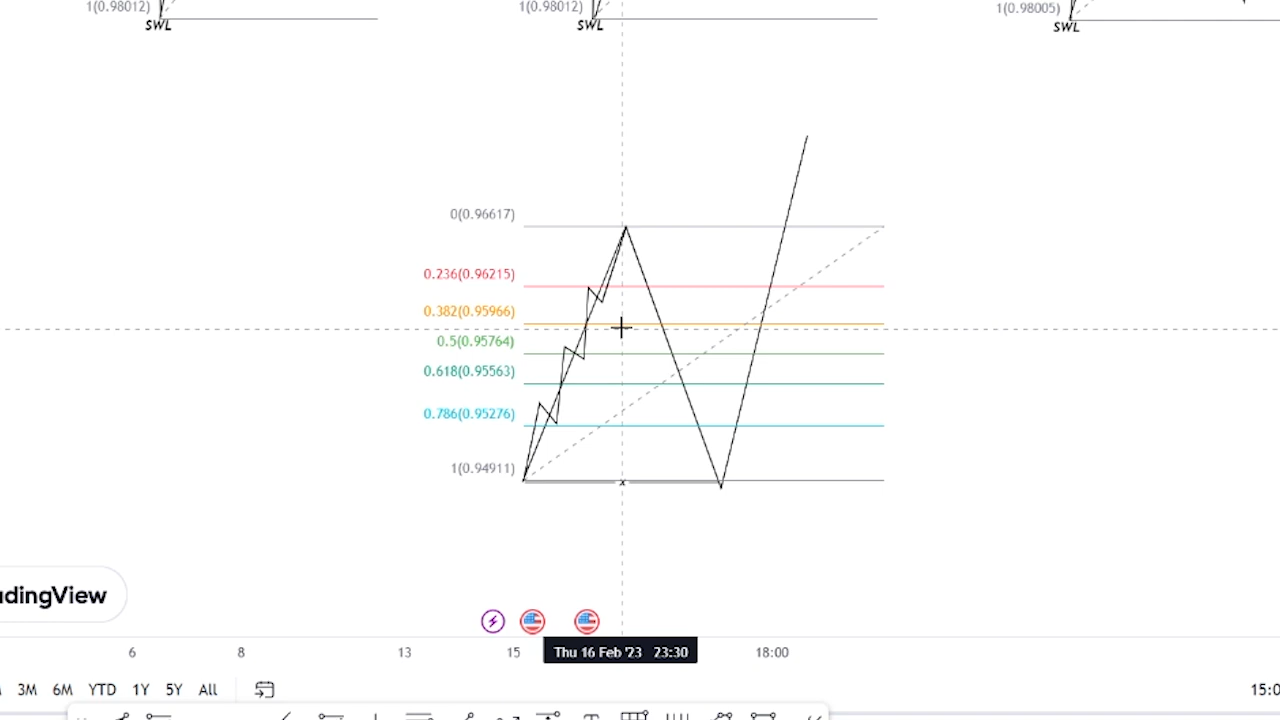 1(0.98012) 1(0.98012) 1(0.98005)
SWL SWL SWL
0(0.96617)
0.236(0.96215)
0.382(0.95966)
0.5(0.95764)
0.618(0.95563)
0.786(0.95276)
1(0.94911)
x
dingView
6 8 13 15 Thu 16 Feb '23 23:30 18:00
3M 6M YTD 1Y 5Y All 15:0